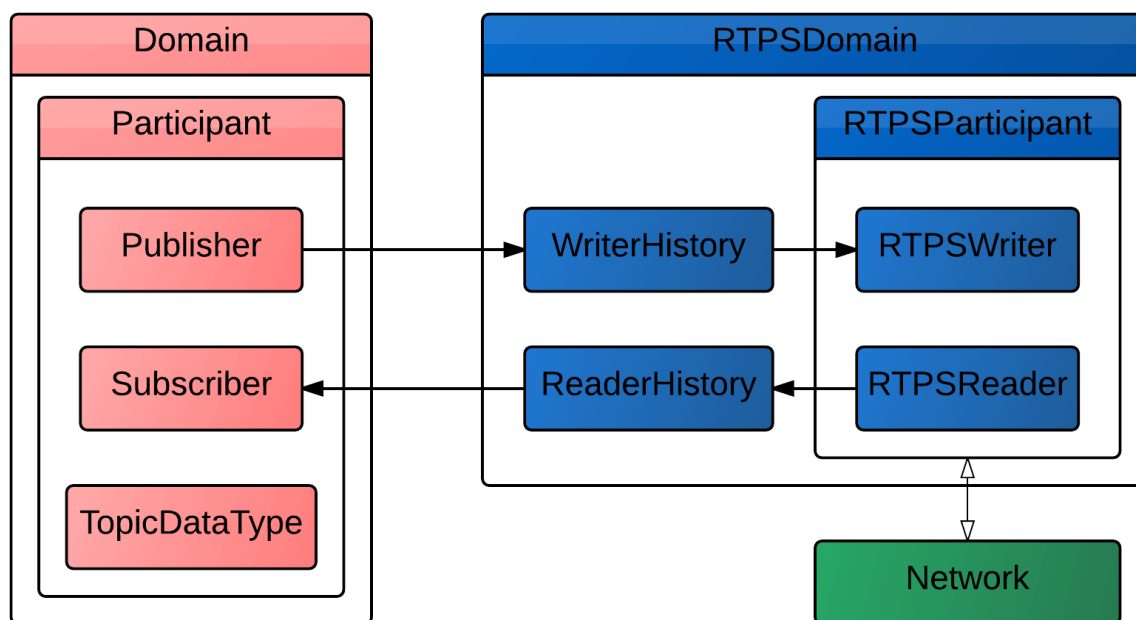 Domain
RTPSDomain
Participant
RTPSParticipant
Publisher
WriterHistory
RTPSWriter
Subscriber
ReaderHistory
RTPSReader
TopicDataType
Network